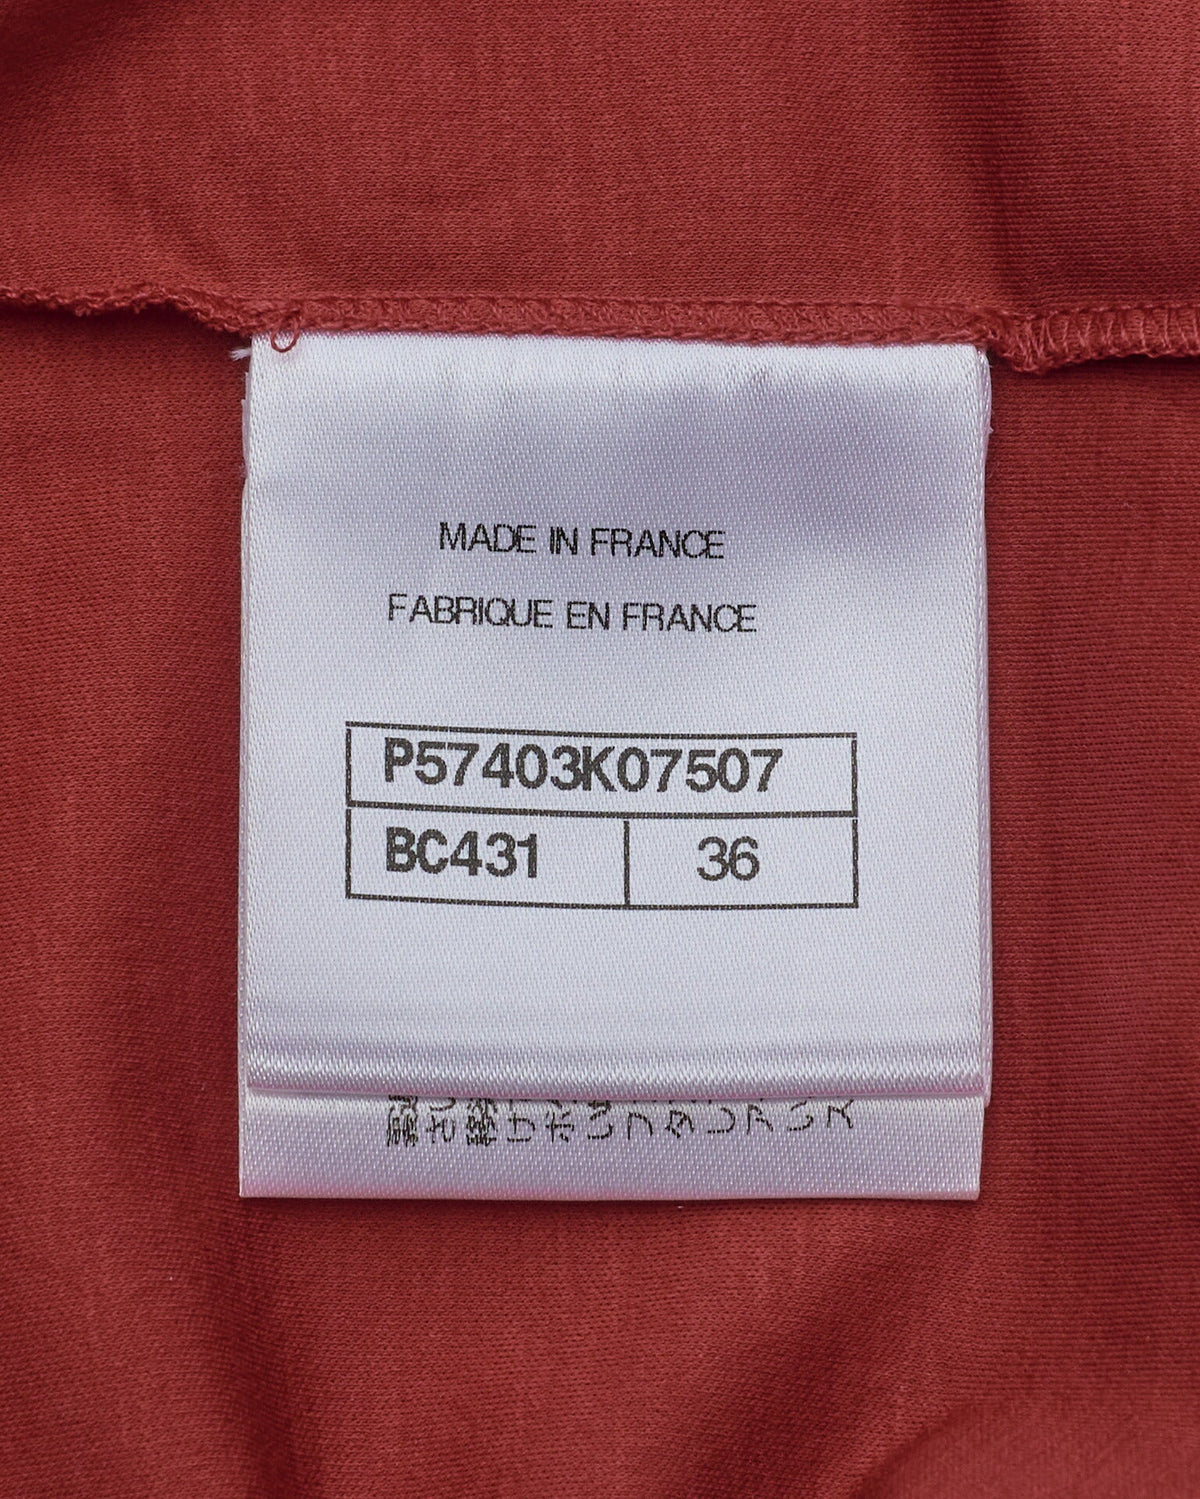 MADE IN FRANCE
FABRIQUE EN FRANCE
P57403K07507
BC431 36